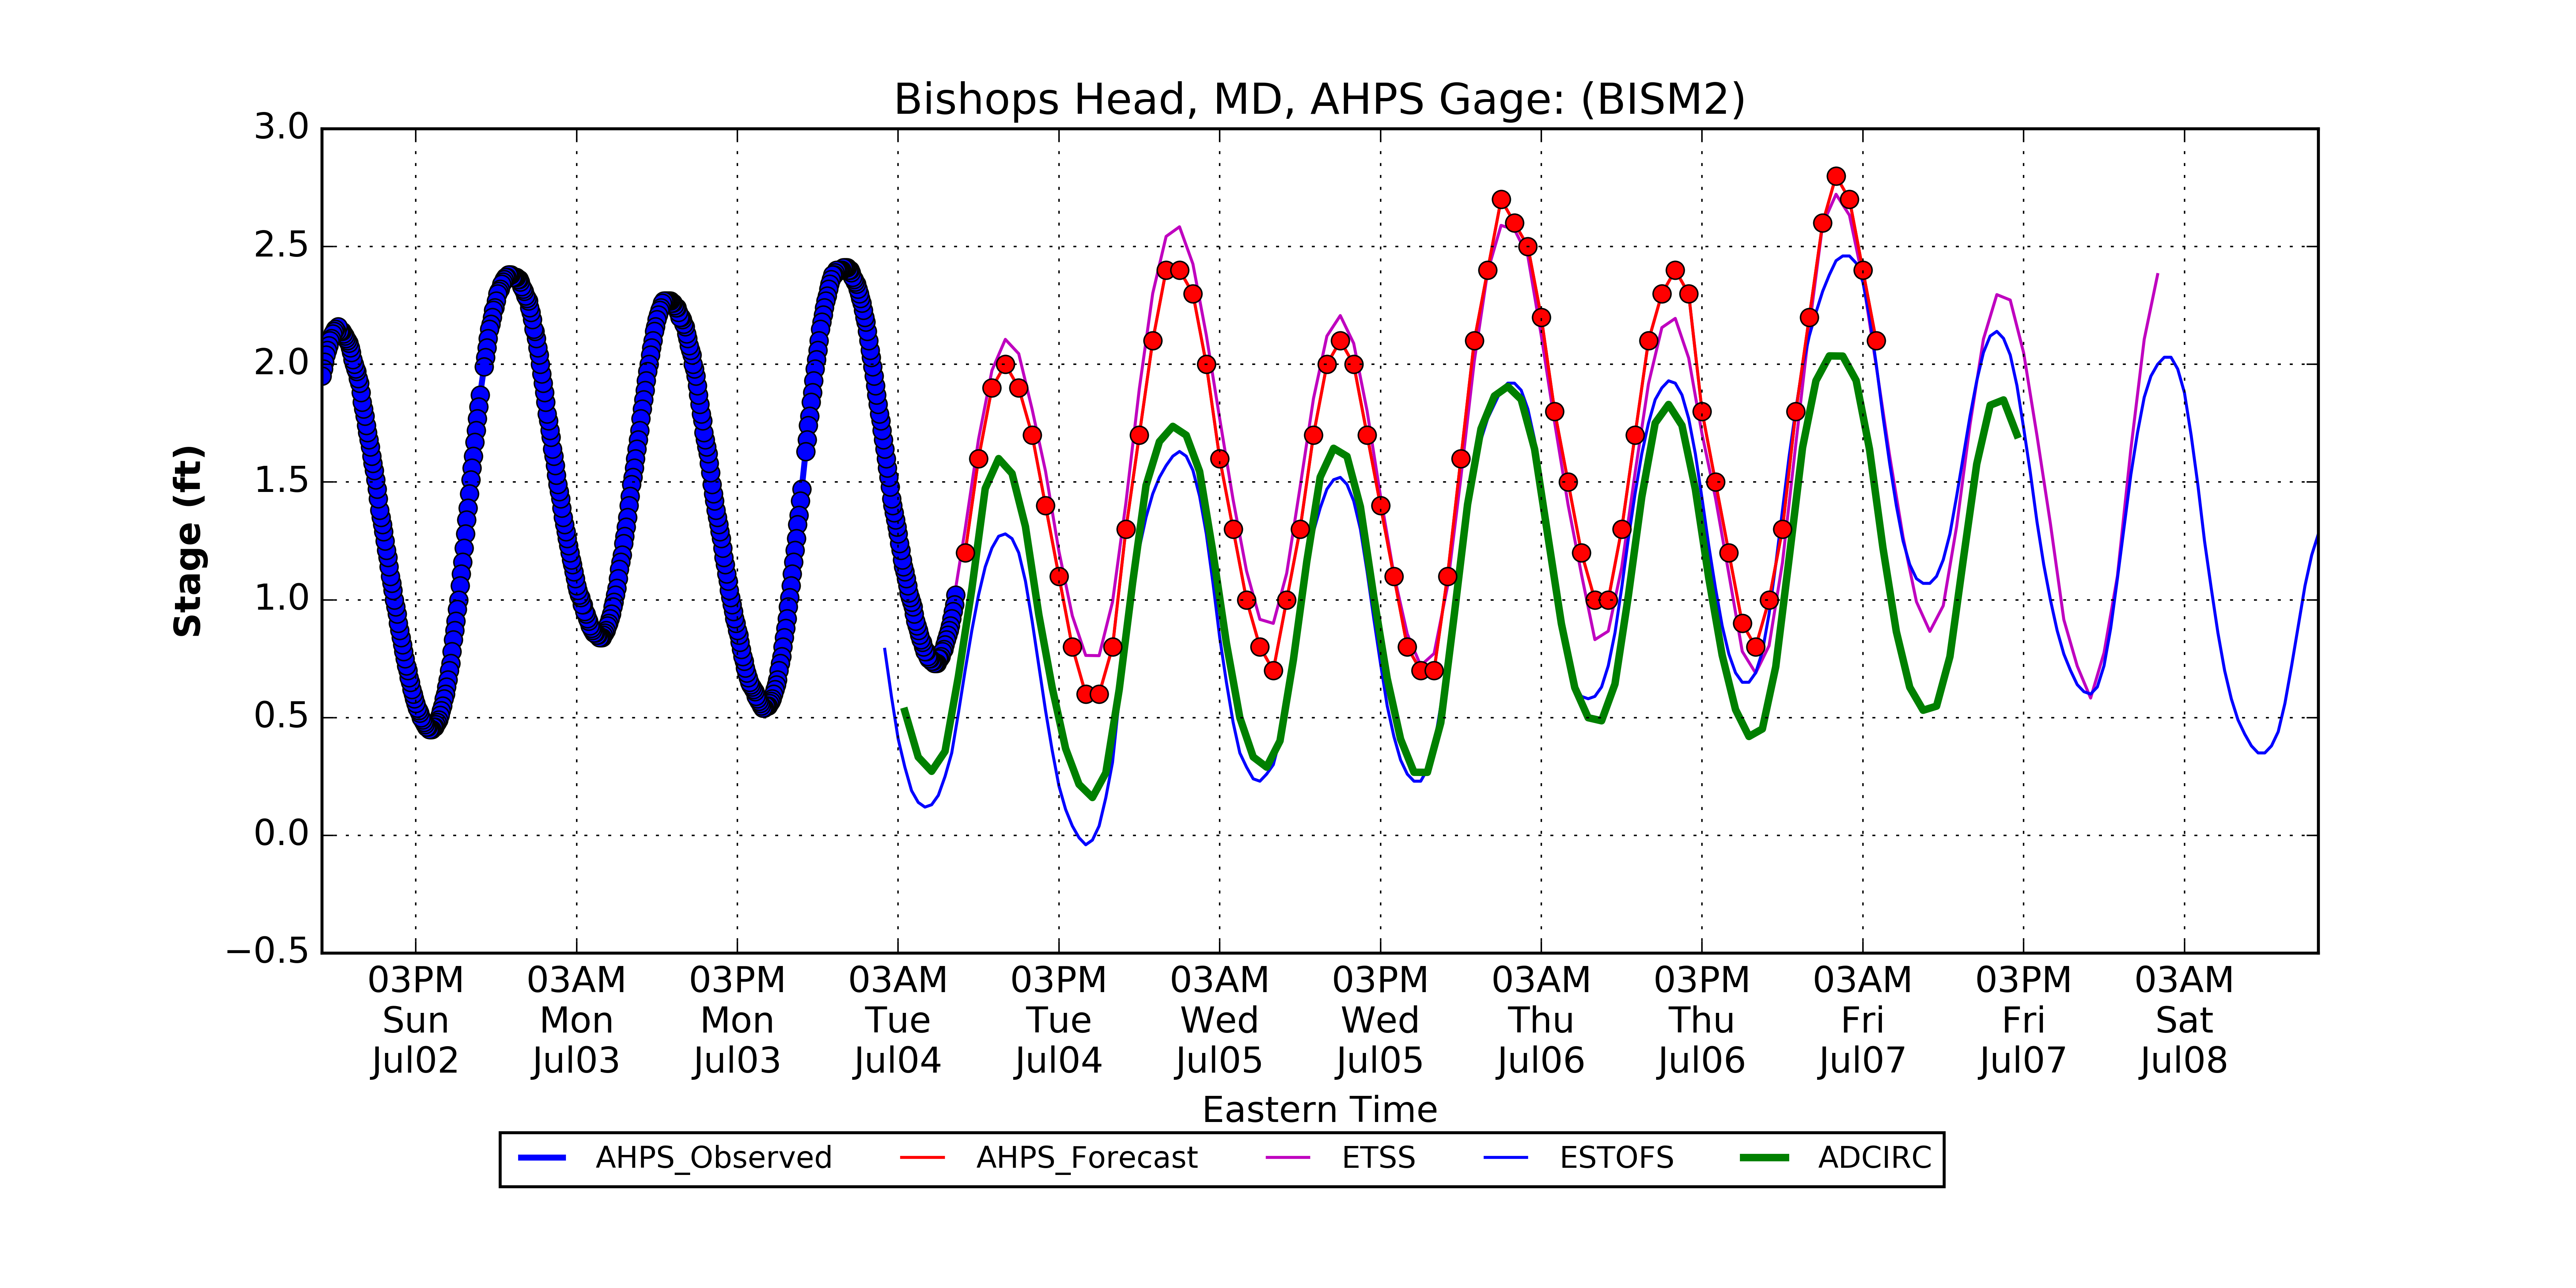 Bishops Head, MD, AHPS Gage: (BISM2)
3.0
2.5
2.0
1.5
1.0
0.5
0.0
−0.5
Stage (ft)
03PM 03AM 03PM 03AM 03PM 03AM 03PM 03AM 03PM 03AM 03PM 03AM
Sun Mon Mon Tue Tue Wed Wed Thu Thu Fri Fri Sat
Jul02 Jul03 Jul03 Jul04 Jul04 Jul05 Jul05 Jul06 Jul06 Jul07 Jul07 Jul08
Eastern Time
AHPS_Observed AHPS_Forecast ETSS ESTOFS ADCIRC